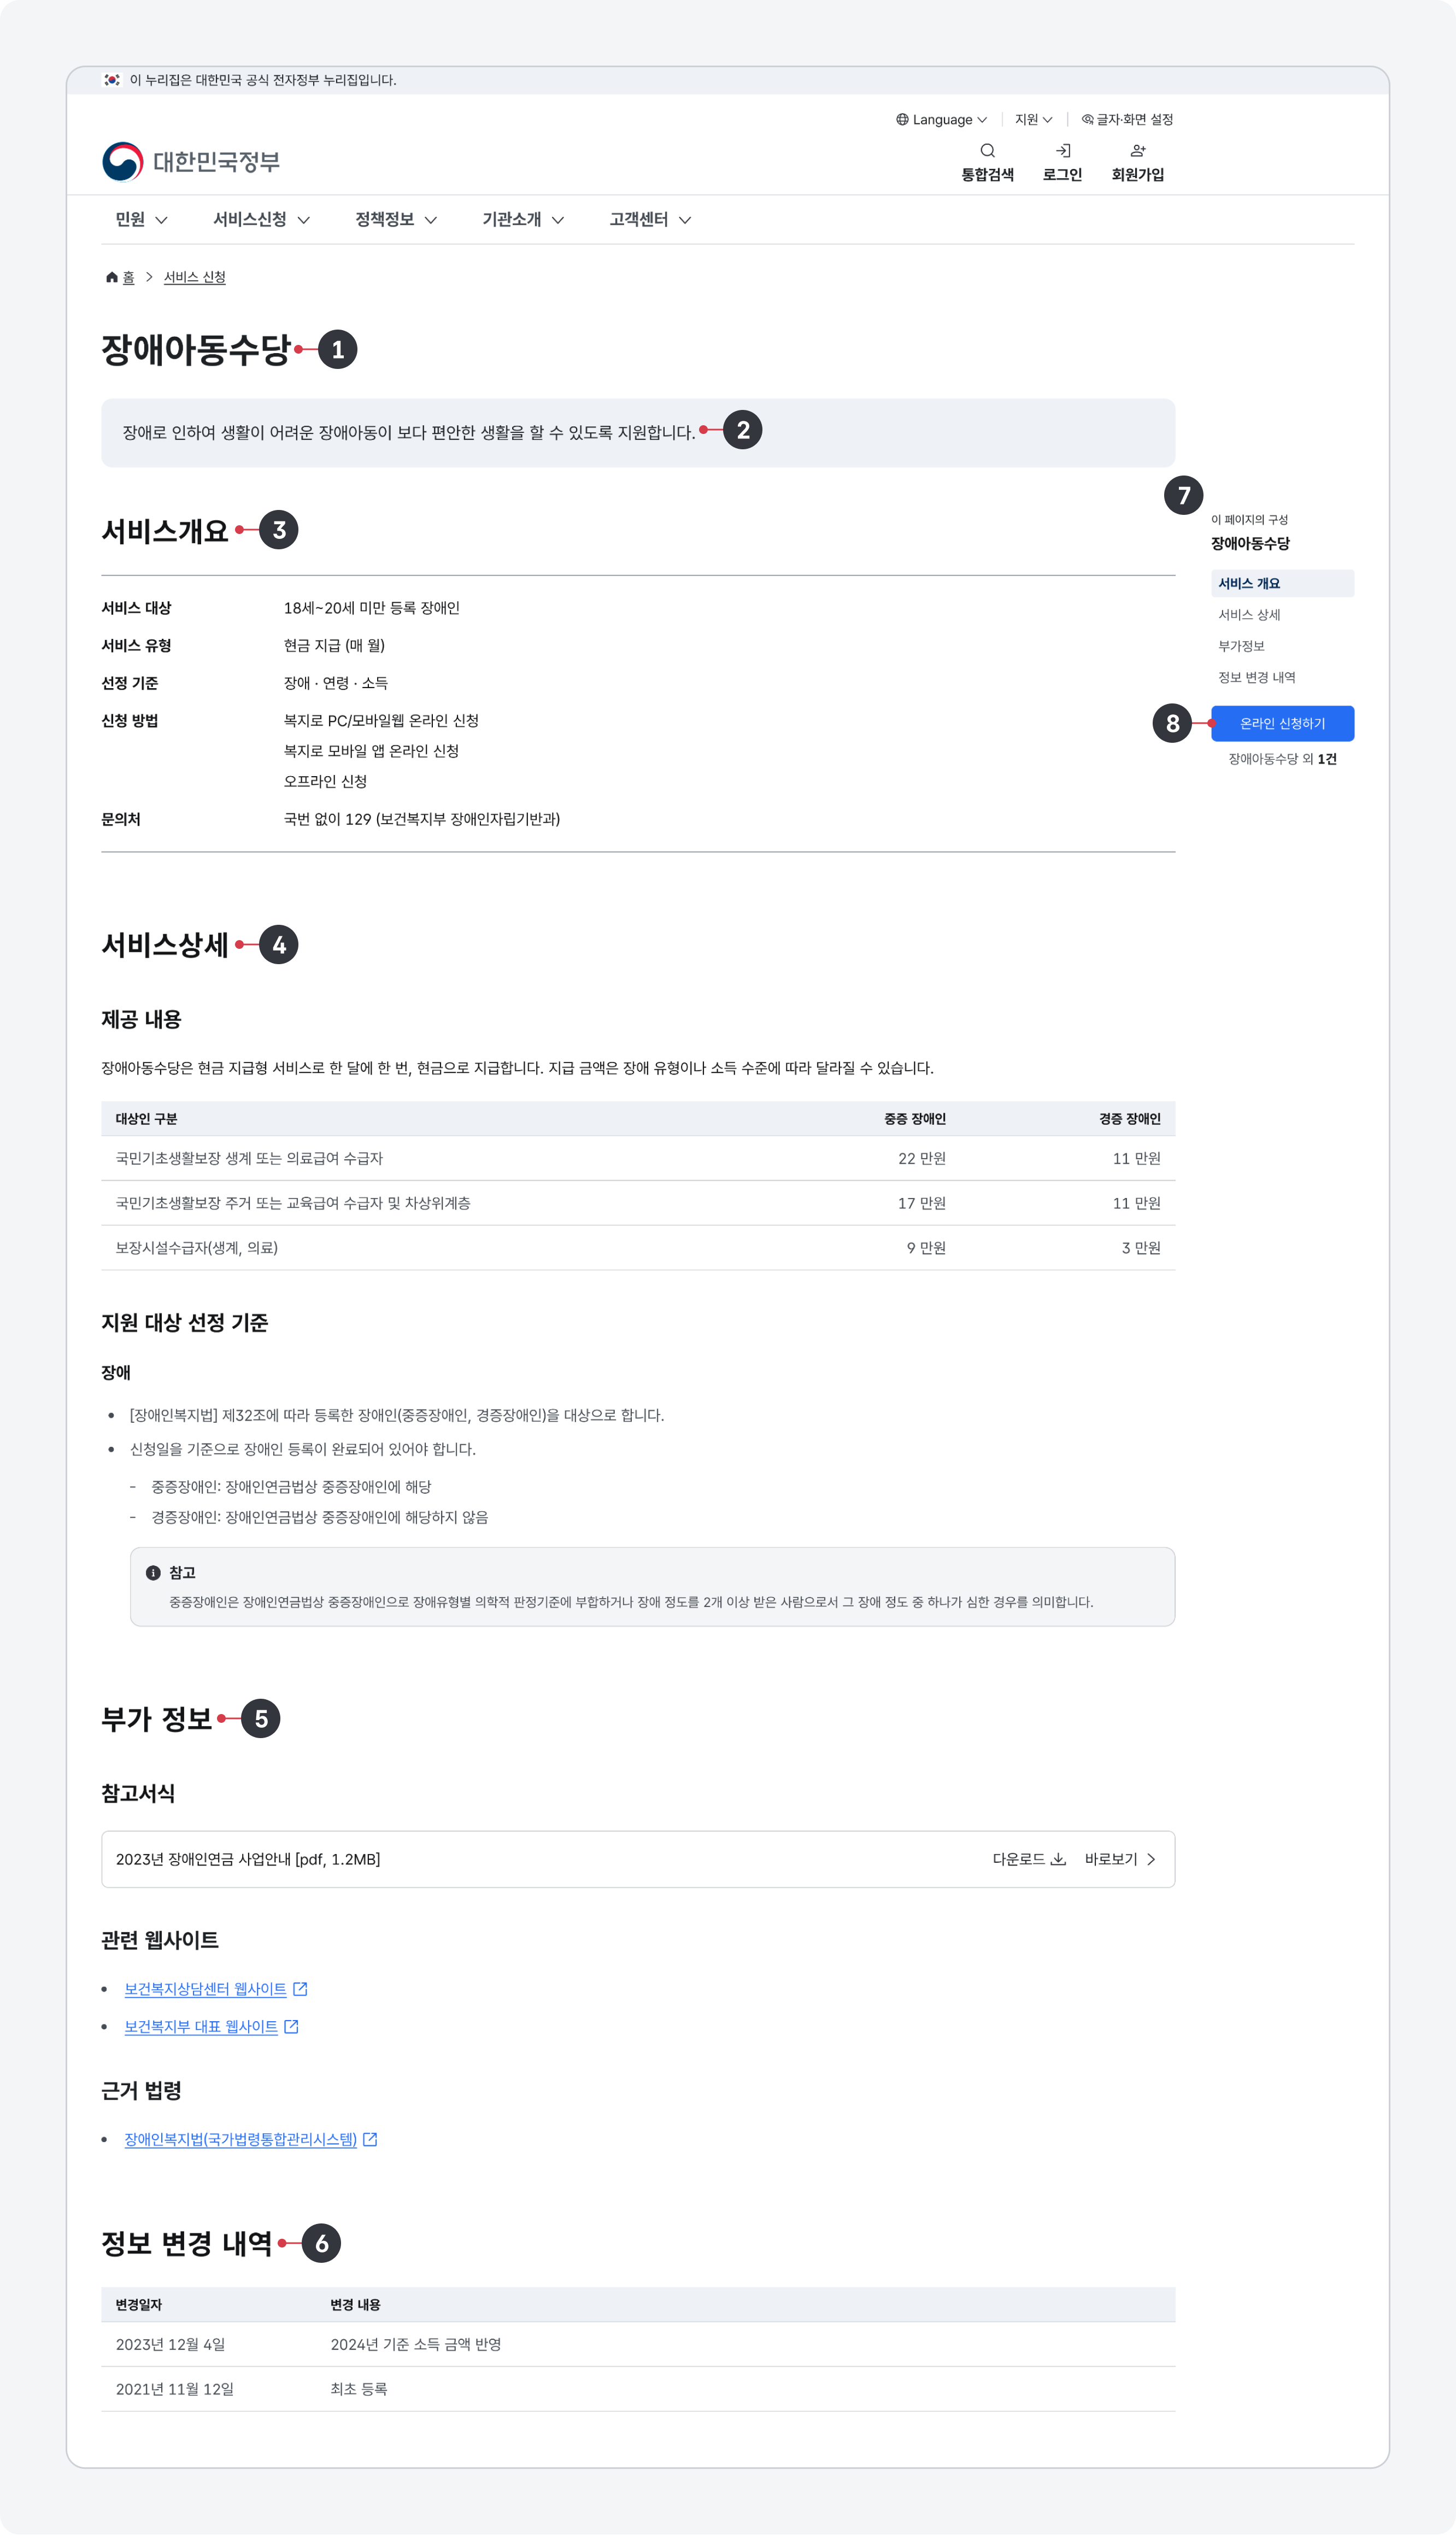 이 누리집은 대한민국 공식 전자정부 누리집입니다.
Language 지원 글자·화면 설정
대한민국정부
통합검색 로그인 회원가입
민원 서비스신청 정책정보 기관소개 고객센터
홈 > 서비스 신청
장애아동수당 1
장애로 인하여 생활이 어려운 장애아동이 보다 편안한 생활을 할 수 있도록 지원합니다. 2
서비스개요 3
서비스 대상 18세~20세 미만 등록 장애인
서비스 유형 현금 지급 (매 월)
선정 기준 장애 · 연령 · 소득
신청 방법 복지로 PC/모바일웹 온라인 신청
복지로 모바일 앱 온라인 신청
오프라인 신청
문의처 국번 없이 129 (보건복지부 장애인자립기반과)
7
이 페이지의 구성
장애아동수당
서비스 개요
서비스 상세
부가정보
정보 변경 내역
8 온라인 신청하기
장애아동수당 외 1건
서비스상세 4
제공 내용
장애아동수당은 현금 지급형 서비스로 한 달에 한 번, 현금으로 지급합니다. 지급 금액은 장애 유형이나 소득 수준에 따라 달라질 수 있습니다.
대상인 구분 중증 장애인 경증 장애인
국민기초생활보장 생계 또는 의료급여 수급자 22 만원 11 만원
국민기초생활보장 주거 또는 교육급여 수급자 및 차상위계층 17 만원 11 만원
보장시설수급자(생계, 의료) 9 만원 3 만원
지원 대상 선정 기준
장애
• [장애인복지법] 제32조에 따라 등록한 장애인(중증장애인, 경증장애인)을 대상으로 합니다.
• 신청일을 기준으로 장애인 등록이 완료되어 있어야 합니다.
- 중증장애인: 장애인연금법상 중증장애인에 해당
- 경증장애인: 장애인연금법상 중증장애인에 해당하지 않음
참고
중증장애인은 장애인연금법상 중증장애인으로 장애유형별 의학적 판정기준에 부합하거나 장애 정도를 2개 이상 받은 사람으로서 그 장애 정도 중 하나가 심한 경우를 의미합니다.
부가 정보 5
참고서식
2023년 장애인연금 사업안내 [pdf, 1.2MB] 다운로드 바로보기
관련 웹사이트
• 보건복지상담센터 웹사이트
• 보건복지부 대표 웹사이트
근거 법령
• 장애인복지법(국가법령통합관리시스템)
정보 변경 내역 6
변경일자 변경 내용
2023년 12월 4일 2024년 기준 소득 금액 반영
2021년 11월 12일 최초 등록